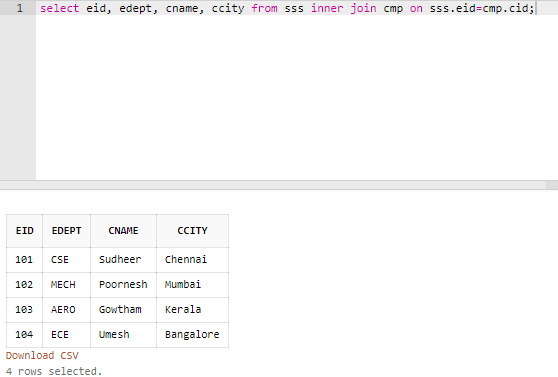 1 select eid, edept, cname, ccity from sss inner join cmp on sss.eid=cmp.cid;
EID EDEPT CNAME CCITY
101 CSE Sudheer Chennai
102 MECH Poornesh Mumbai
103 AERO Gowtham Kerala
104 ECE Umesh Bangalore
Download CSV
4 rows selected.